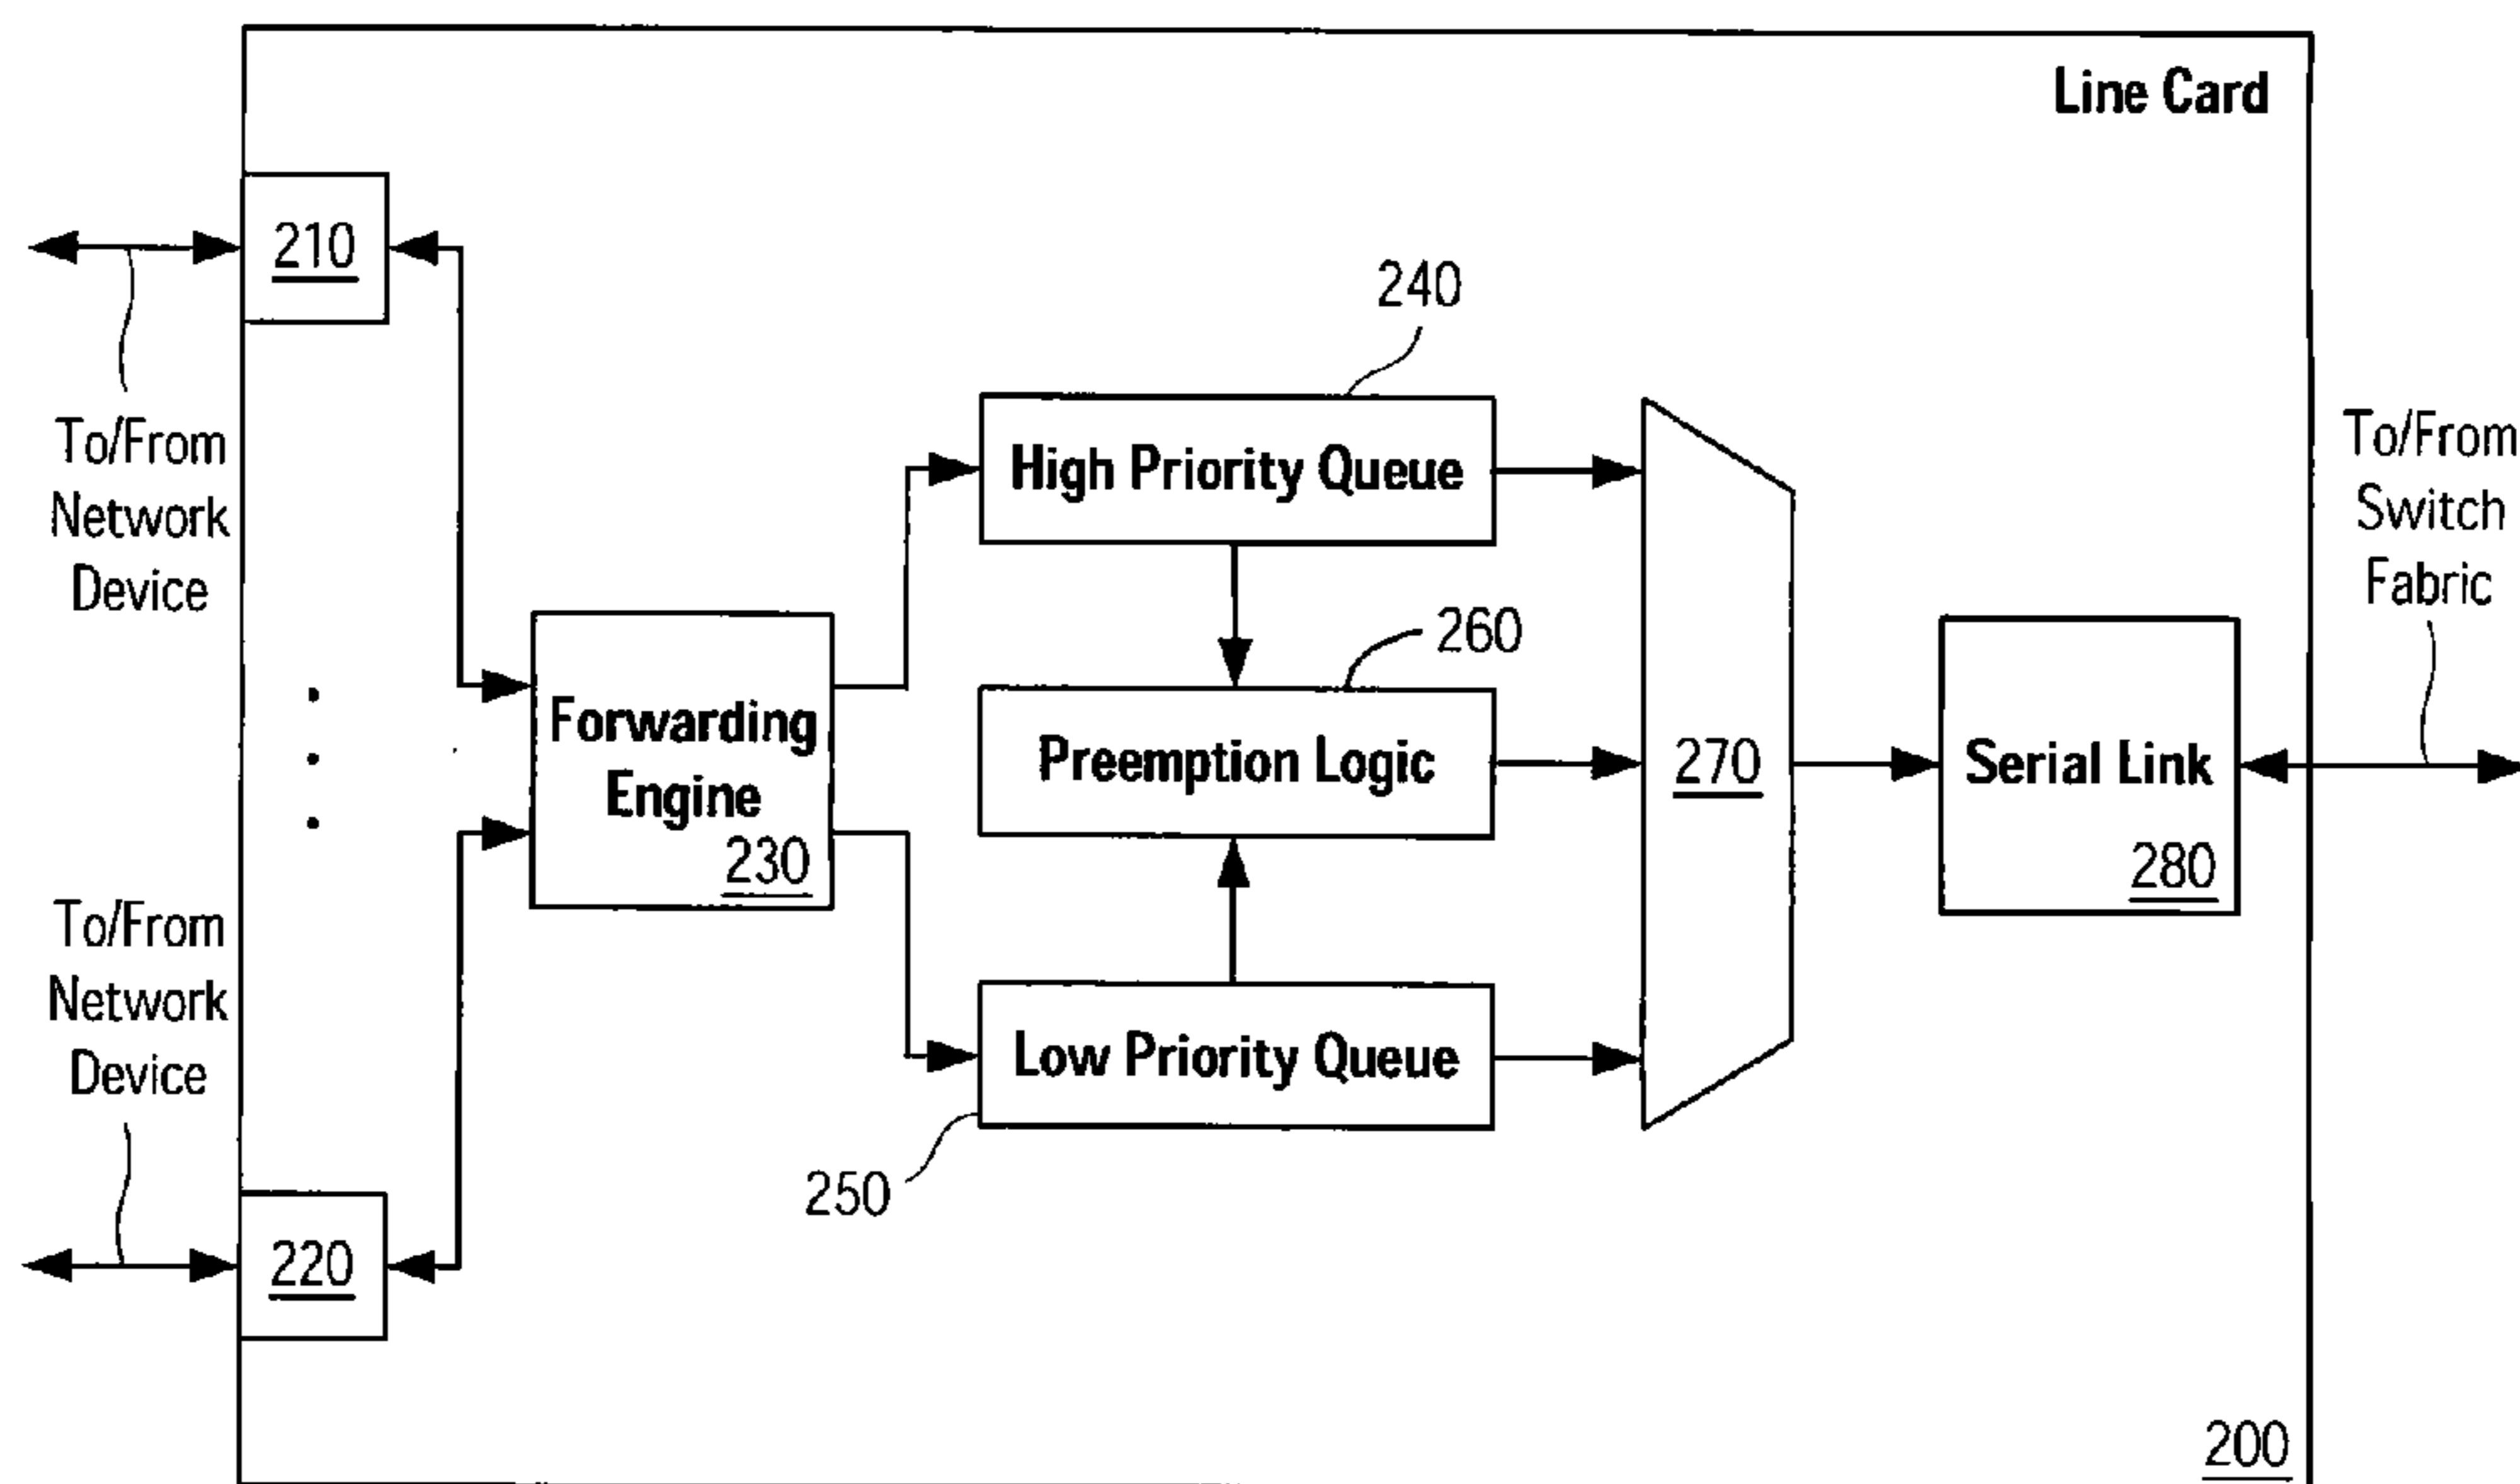 Line Card
210
To/From
Network
Device
240
High Priority Queue
To/From
Switch
Fabric
260
Forwarding
Engine
230
Preemption Logic
270
Serial Link
280
To/From
Network
Device
Low Priority Queue
250
220
200